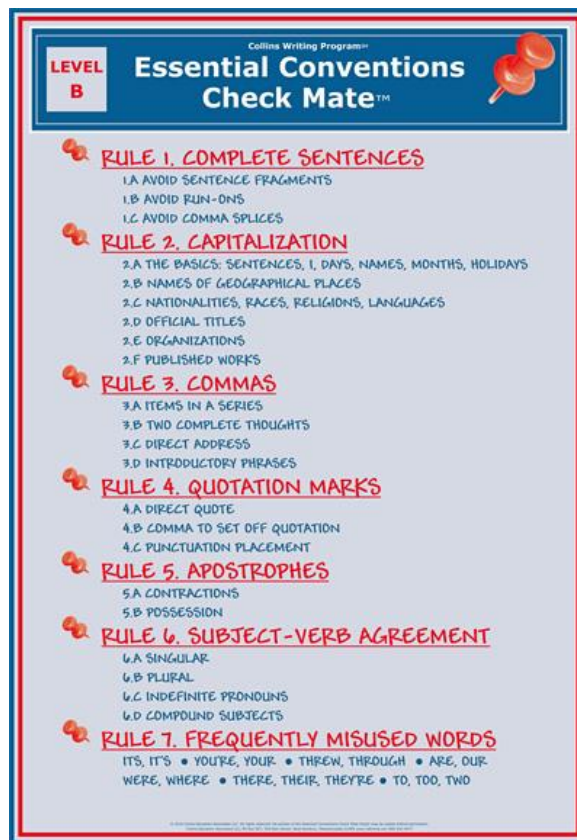 Collins Writing Program℠
LEVEL
B
Essential Conventions
Check Mate™
RULE 1. COMPLETE SENTENCES
1.A AVOID SENTENCE FRAGMENTS
1.B AVOID RUN-ONS
1.C AVOID COMMA SPLICES
RULE 2. CAPITALIZATION
2.A THE BASICS: SENTENCES, I, DAYS, NAMES, MONTHS, HOLIDAYS
2.B NAMES OF GEOGRAPHICAL PLACES
2.C NATIONALITIES, RACES, RELIGIONS, LANGUAGES
2.D OFFICIAL TITLES
2.E ORGANIZATIONS
2.F PUBLISHED WORKS
RULE 3. COMMAS
3.A ITEMS IN A SERIES
3.B TWO COMPLETE THOUGHTS
3.C DIRECT ADDRESS
3.D INTRODUCTORY PHRASES
RULE 4. QUOTATION MARKS
4.A DIRECT QUOTE
4.B COMMA TO SET OFF QUOTATION
4.C PUNCTUATION PLACEMENT
RULE 5. APOSTROPHES
5.A CONTRACTIONS
5.B POSSESSION
RULE 6. SUBJECT-VERB AGREEMENT
6.A SINGULAR
6.B PLURAL
6.C INDEFINITE PRONOUNS
6.D COMPOUND SUBJECTS
RULE 7. FREQUENTLY MISUSED WORDS
ITS, IT'S • YOU'RE, YOUR • THREW, THROUGH • ARE, OUR
WERE, WHERE • THERE, THEIR, THEY'RE • TO, TOO, TWO